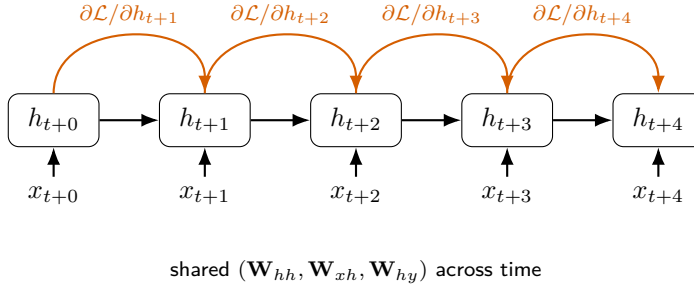 ∂ℒ/∂h_{t+1} ∂ℒ/∂h_{t+2} ∂ℒ/∂h_{t+3} ∂ℒ/∂h_{t+4}
h_{t+0} h_{t+1} h_{t+2} h_{t+3} h_{t+4}
x_{t+0} x_{t+1} x_{t+2} x_{t+3} x_{t+4}
shared (𝐖_{hh}, 𝐖_{xh}, 𝐖_{hy}) across time